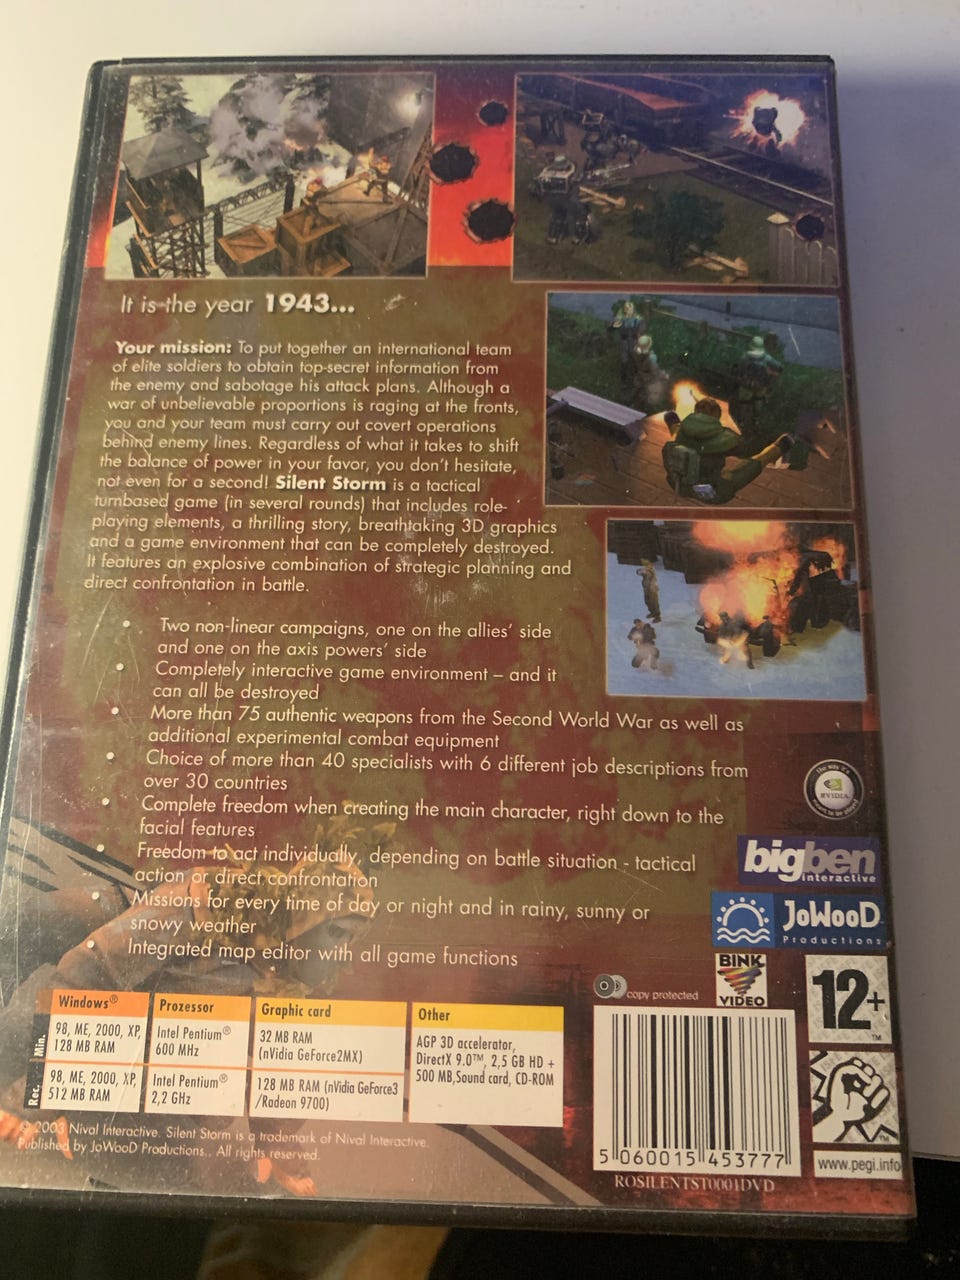 It is the year 1943...
Your mission: To put together an international team
of elite soldiers to obtain top-secret information from
the enemy and sabotage his attack plans. Although a
war of unbelievable proportions is raging at the fronts,
you and your team must carry out covert operations
behind enemy lines. Regardless of what it takes to shift
the balance of power in your favor, you don't hesitate,
not even for a second! Silent Storm is a tactical
turnbased game (in several rounds) that includes role-
playing elements, a thrilling story, breathtaking 3D graphics
and a game environment that can be completely destroyed.
It features an explosive combination of strategic planning and
direct confrontation in battle.
• Two non-linear campaigns, one on the allies' side
and one on the axis powers' side
• Completely interactive game environment – and it
can all be destroyed
• More than 75 authentic weapons from the Second World War as well as
additional experimental combat equipment
• Choice of more than 40 specialists with 6 different job descriptions from
over 30 countries
• Complete freedom when creating the main character, right down to the
facial features
• Freedom to act individually, depending on battle situation - tactical
action or direct confrontation
• Missions for every time of day or night and in rainy, sunny or
snowy weather
• Integrated map editor with all game functions
The way it's
NVIDIA
meant to be played
bigben
interactive
JoWooD
Productions
BINK
VIDEO
copy protected
12+
TM
TM
www.pegi.info
Windows® Prozessor Graphic card Other
Min.
98, ME, 2000, XP,
128 MB RAM
Intel Pentium®
600 MHz
32 MB RAM
(nVidia GeForce2MX)
AGP 3D accelerator,
DirectX 9.0™, 2,5 GB HD +
500 MB,Sound card, CD-ROM
Rec.
98, ME, 2000, XP,
512 MB RAM
Intel Pentium®
2,2 GHz
128 MB RAM (nVidia GeForce3
/Radeon 9700)
© 2003 Nival Interactive. Silent Storm is a trademark of Nival Interactive.
Published by JoWooD Productions.. All rights reserved.
5 060015 453777
ROSILENTST0001DVD